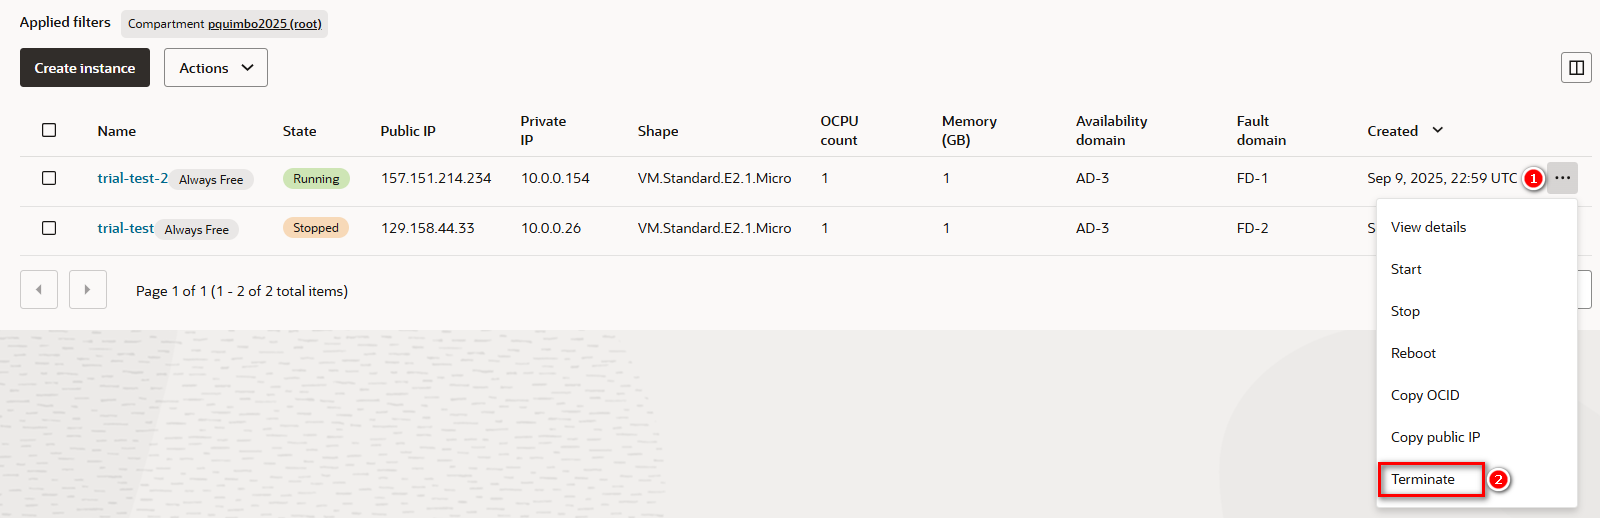 Applied filters Compartment pquimbo2025 (root)
Create instance Actions
Name State Public IP Private IP Shape OCPU count Memory (GB) Availability domain Fault domain Created
trial-test-2 Always Free Running 157.151.214.234 10.0.0.154 VM.Standard.E2.1.Micro 1 1 AD-3 FD-1 Sep 9, 2025, 22:59 UTC 1 ...
trial-test Always Free Stopped 129.158.44.33 10.0.0.26 VM.Standard.E2.1.Micro 1 1 AD-3 FD-2 S
Page 1 of 1 (1 - 2 of 2 total items)
View details
Start
Stop
Reboot
Copy OCID
Copy public IP
Terminate 2